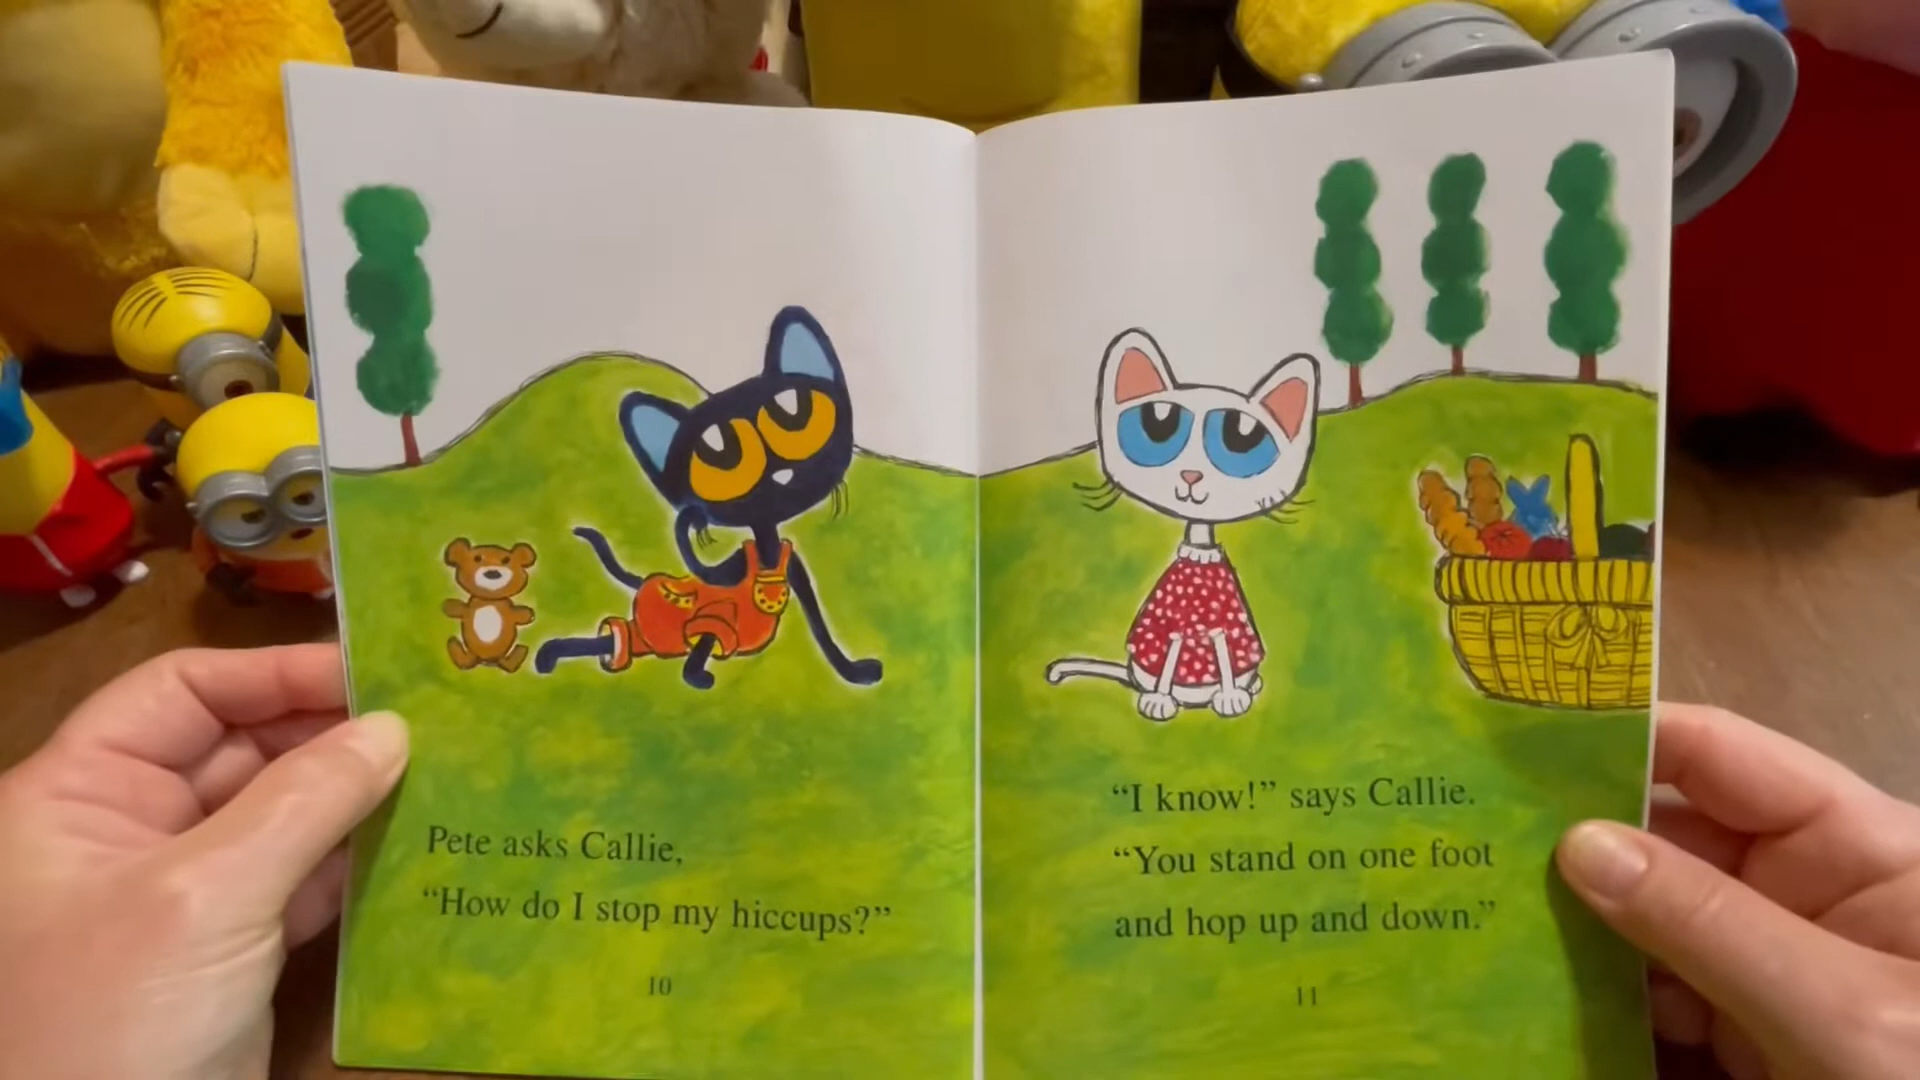 Pete asks Callie,
“How do I stop my hiccups?”
10
“I know!” says Callie.
“You stand on one foot
and hop up and down.”
11